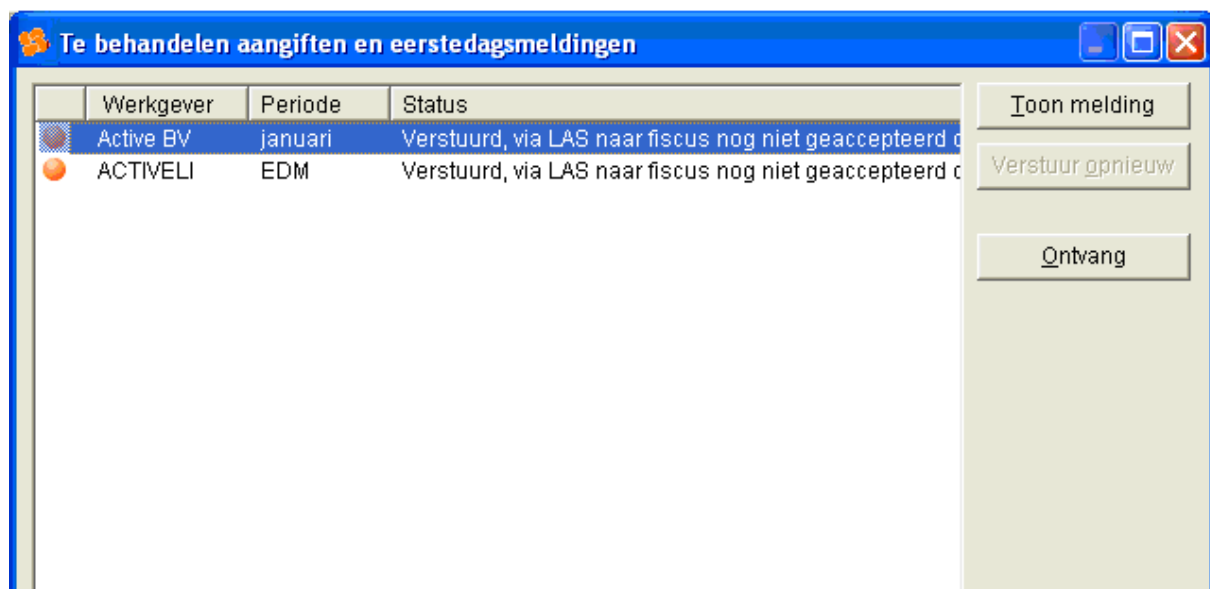 Te behandelen aangiften en eerstedagsmeldingen
Werkgever Periode Status
Active BV januari Verstuurd, via LAS naar fiscus nog niet geaccepteerd
ACTIVELI EDM Verstuurd, via LAS naar fiscus nog niet geaccepteerd
Toon melding
Verstuur opnieuw
Ontvang